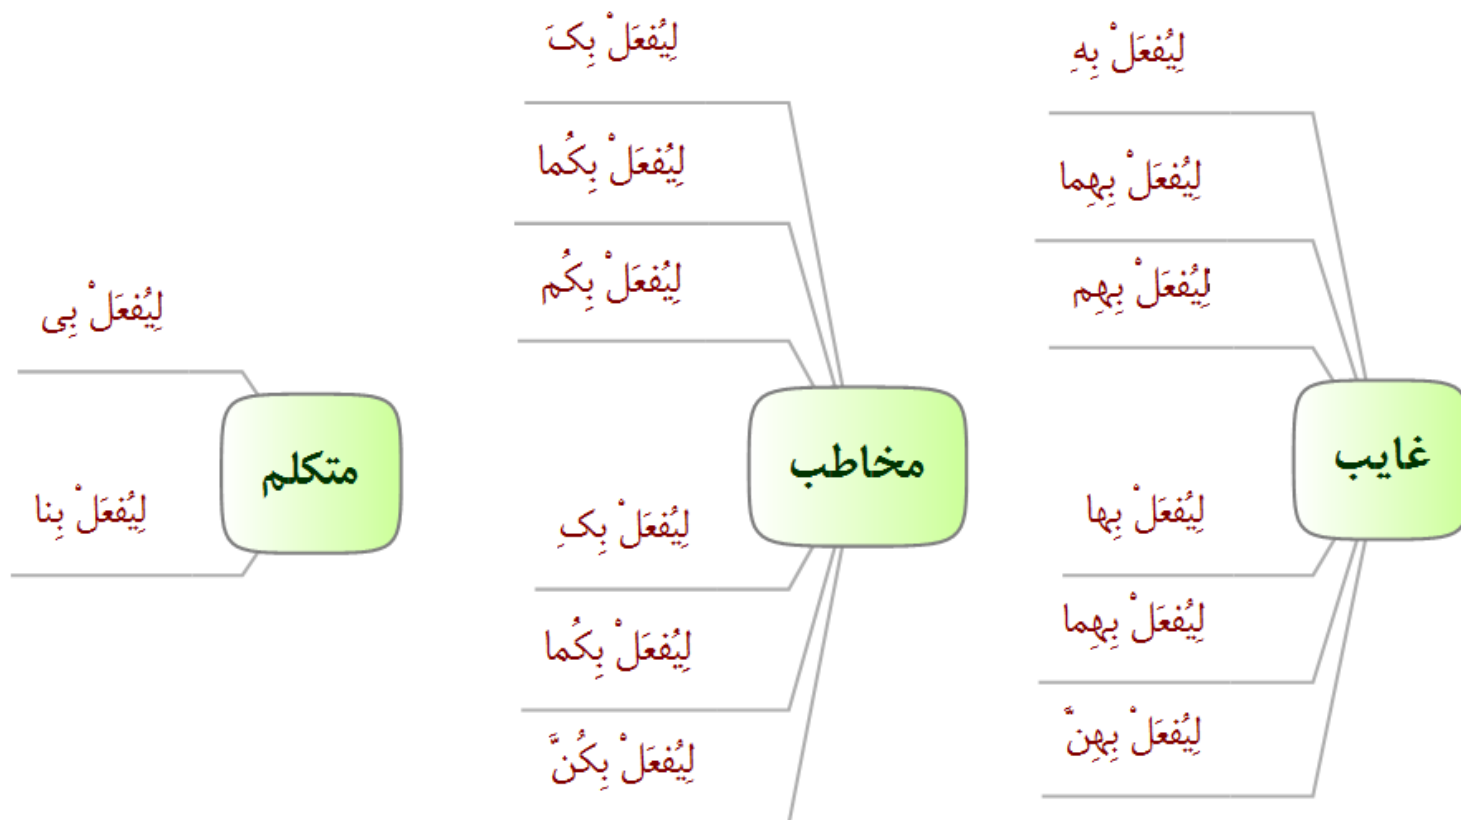 لِیُفعَلْ بِهِ
لِیُفعَلْ بِهِما
لِیُفعَلْ بِهِم
غایب
لِیُفعَلْ بِها
لِیُفعَلْ بِهِما
لِیُفعَلْ بِهِنَّ
لِیُفعَلْ بِکَ
لِیُفعَلْ بِکُما
لِیُفعَلْ بِکُم
مخاطب
لِیُفعَلْ بِکِ
لِیُفعَلْ بِکُما
لِیُفعَلْ بِکُنَّ
لِیُفعَلْ بِی
متکلم
لِیُفعَلْ بِنا